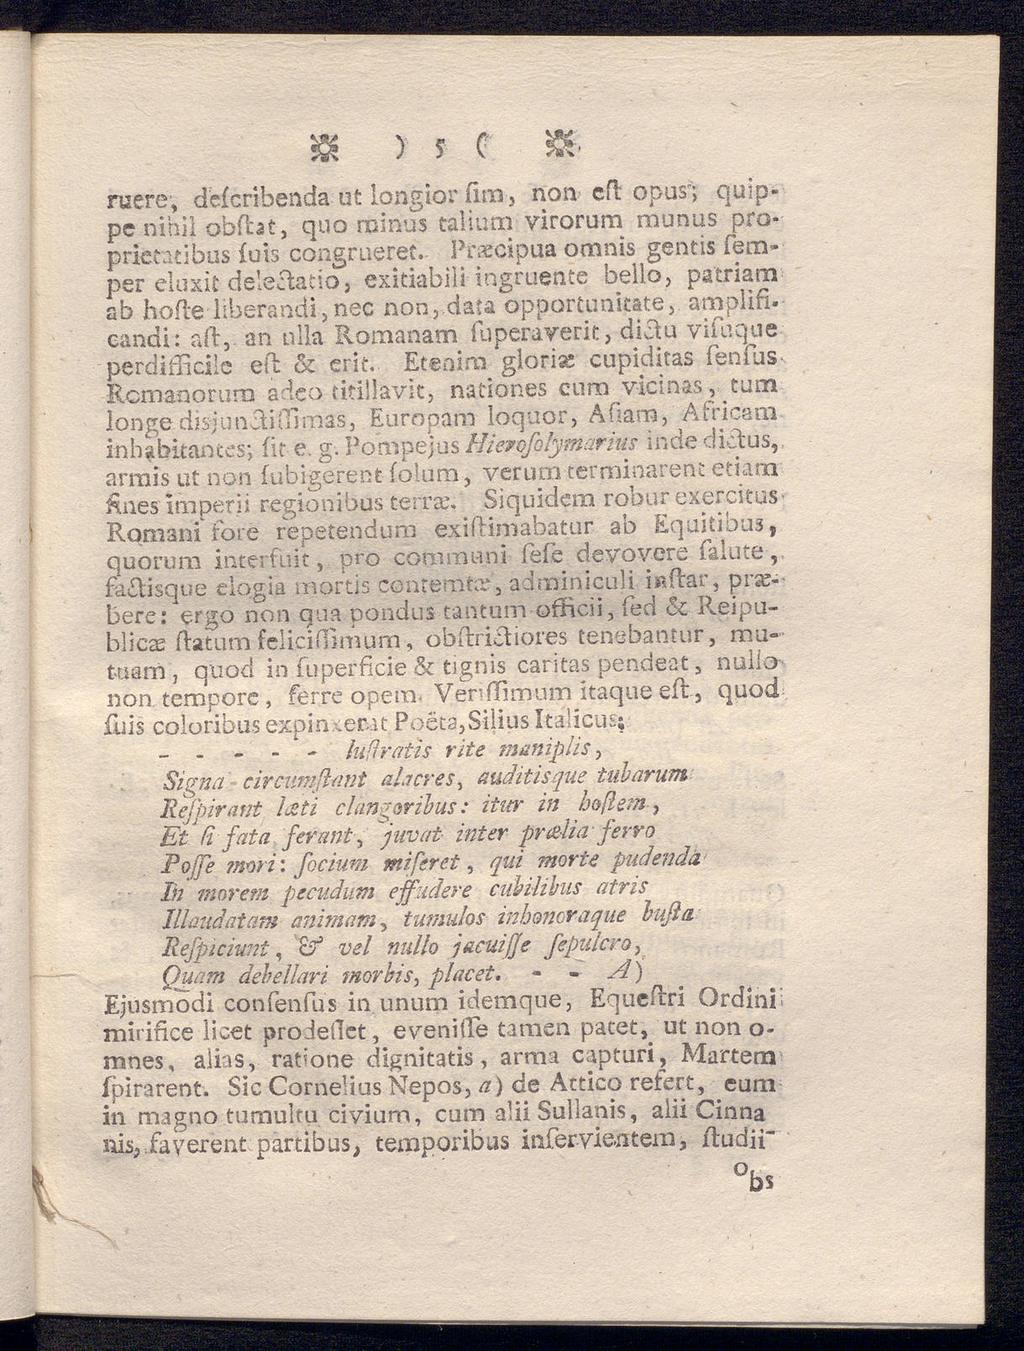 ❊ ) 5 ( ❊
ruere, deſcribenda ut longior ſim, non eſt opus; quip-
pe nihil obſtat, quo minus talium virorum munus pro-
prietatibus ſuis congrueret. Præcipua omnis gentis ſem-
per eluxit delectatio, exitiabili ingruente bello, patriam
ab hoſte liberandi, nec non, data opportunitate, amplifi-
candi: aſt, an ulla Romanam ſuperaverit, dictu viſuque
perdifficile eſt & erit. Etenim gloriæ cupiditas ſenſus
Romanorum adeo titillavit, nationes cum vicinas, tum
longe disjunctiſſimas, Europam loquor, Aſiam, Africam
inhabitantes; ſit e. g. Pompejus Hieroſolymarius inde dictus,
armis ut non ſubigerent ſolum, verum terminarent etiam
fines imperii regionibus terræ. Siquidem robur exercitus
Romani fore repetendum exiſtimabatur ab Equitibus,
quorum interfuit, pro communi ſeſe devovere ſalute,
factisque elogia mortis contemtæ, adminiculi inſtar, præ-
bere: ergo non qua pondus tantum officii, ſed & Reipu-
blicæ ſtatum feliciſſimum, obſtrictiores tenebantur, mu-
tuam, quod in ſuperficie & tignis caritas pendeat, nullo
non tempore, ferre opem. Veriſſimum itaque eſt, quod
ſuis coloribus expinxerat Poëta, Silius Italicus;
- - - - - luſtratis rite maniplis,
Signa circumſtant alacres, auditisque tubarum
Reſpirant læti clangoribus: itur in hoſtem,
Et ſi fata ferant, juvat inter prælia ferro
Poſſe mori: ſocium miſeret, qui morte pudenda
In morem pecudum effudere cubilibus atris
Illaudatam animam, tumulos inhonoraque buſta
Reſpiciunt, & vel nullo jacuiſſe ſepulcro,
Quam debellari morbis, placet. - - A)
Ejusmodi conſenſus in unum idemque, Equeſtri Ordini
mirifice licet prodeſſet, eveniſſe tamen patet, ut non o-
mnes, alias, ratione dignitatis, arma capturi, Martem
ſpirarent. Sic Cornelius Nepos, a) de Attico refert, eum
in magno tumultu civium, cum alii Sullanis, alii Cinna
nis, faverent partibus, temporibus inſervientem, ſtudii-
obs